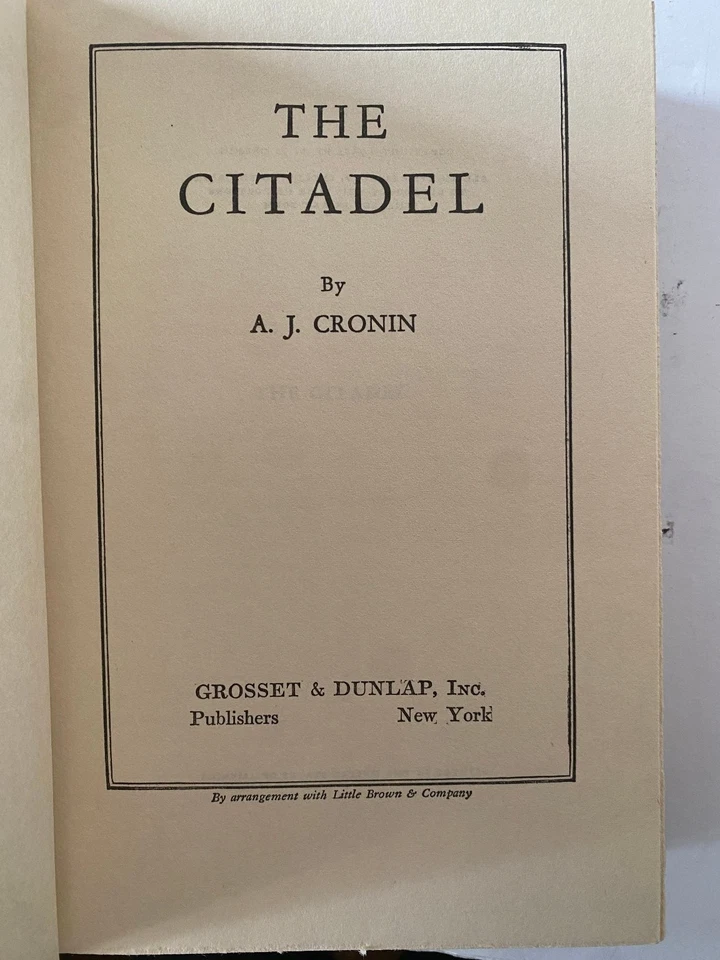 THE
CITADEL
By
A. J. CRONIN
GROSSET & DUNLAP, INC.
Publishers New York
By arrangement with Little Brown & Company